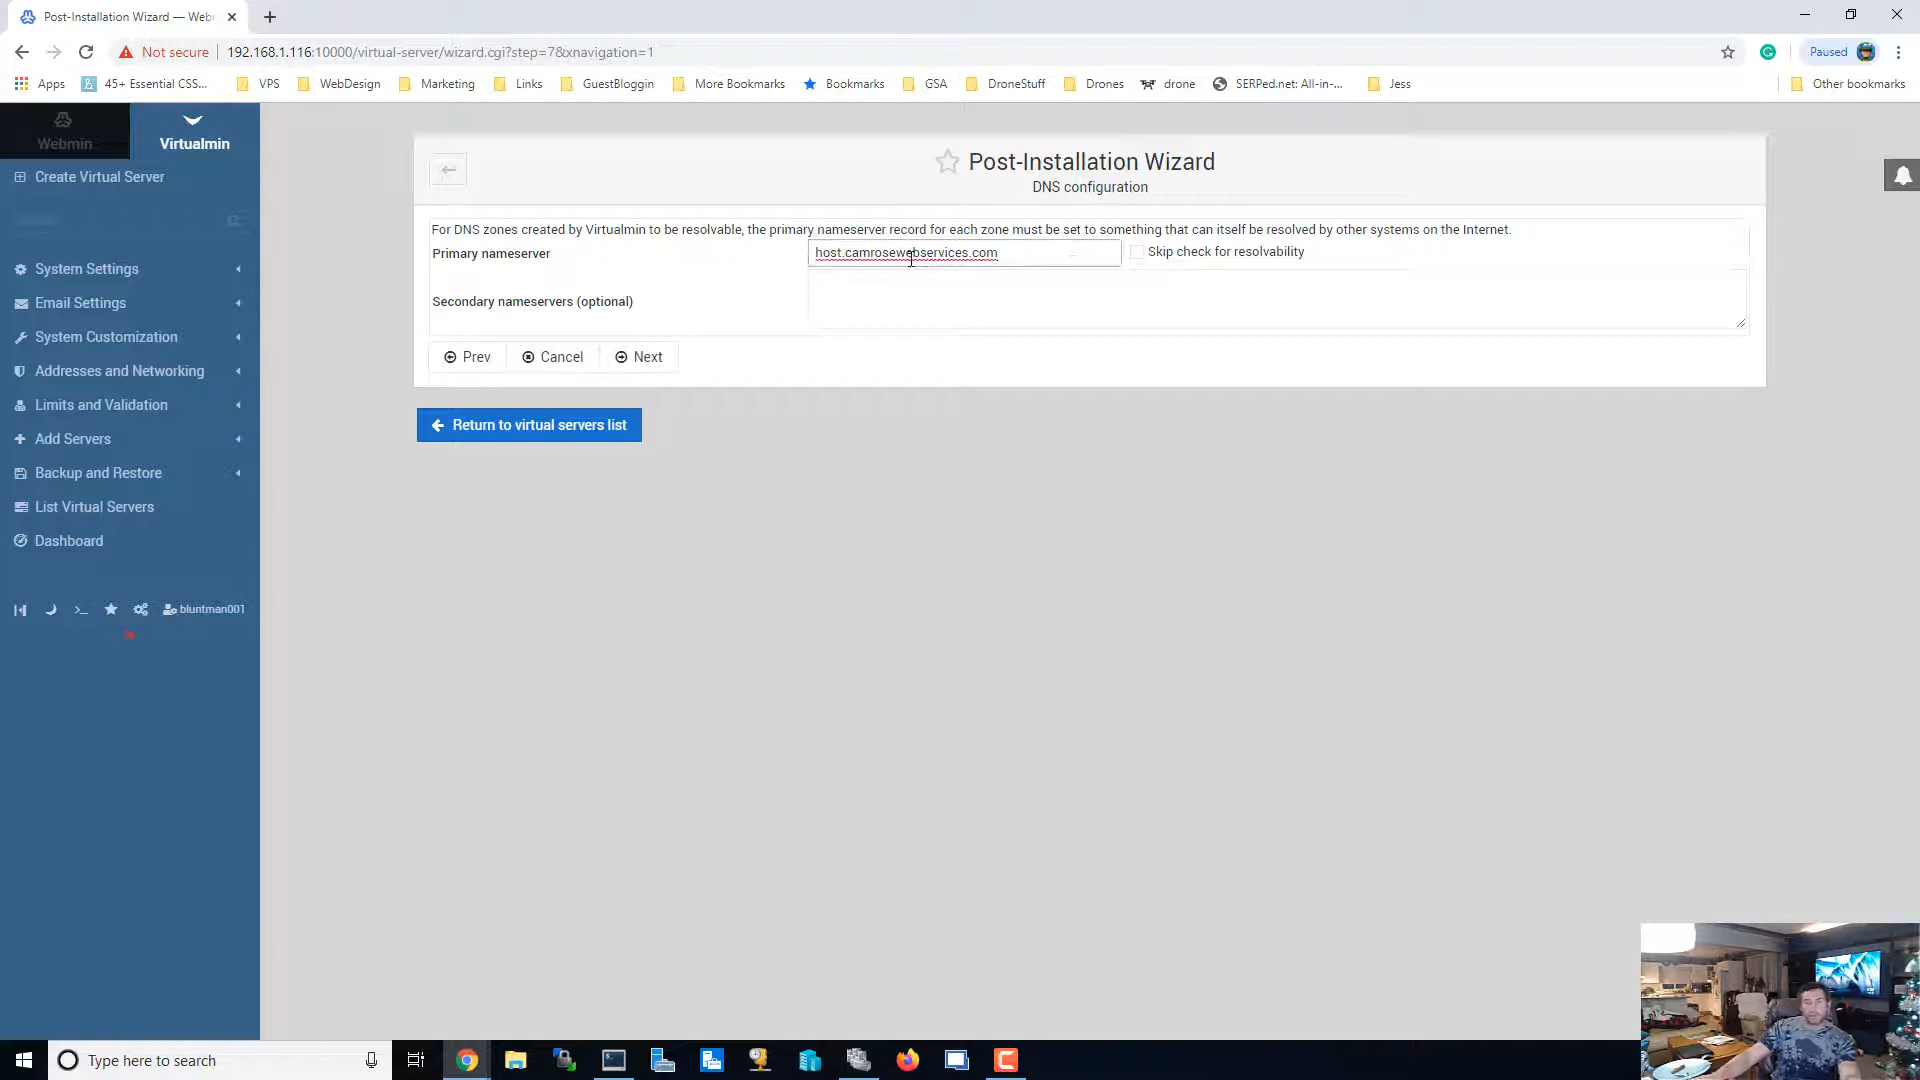 Post-Installation Wizard — Web
Not secure
192.168.1.116:10000/virtual-server/wizard.cgi?step=7&xnavigation=1
Paused
Apps
45+ Essential CSS...
VPS
WebDesign
Marketing
Links
GuestBloggin
More Bookmarks
Bookmarks
GSA
DroneStuff
Drones
drone
SERPed.net: All-in-...
Jess
Other bookmarks
Webmin
Virtualmin
Create Virtual Server
System Settings
Email Settings
System Customization
Addresses and Networking
Limits and Validation
Add Servers
Backup and Restore
List Virtual Servers
Dashboard
bluntman001
Post-Installation Wizard
DNS configuration
For DNS zones created by Virtualmin to be resolvable, the primary nameserver record for each zone must be set to something that can itself be resolved by other systems on the Internet.
Primary nameserver
host.camrosewebservices.com
Skip check for resolvability
Secondary nameservers (optional)
Prev
Cancel
Next
Return to virtual servers list
Type here to search